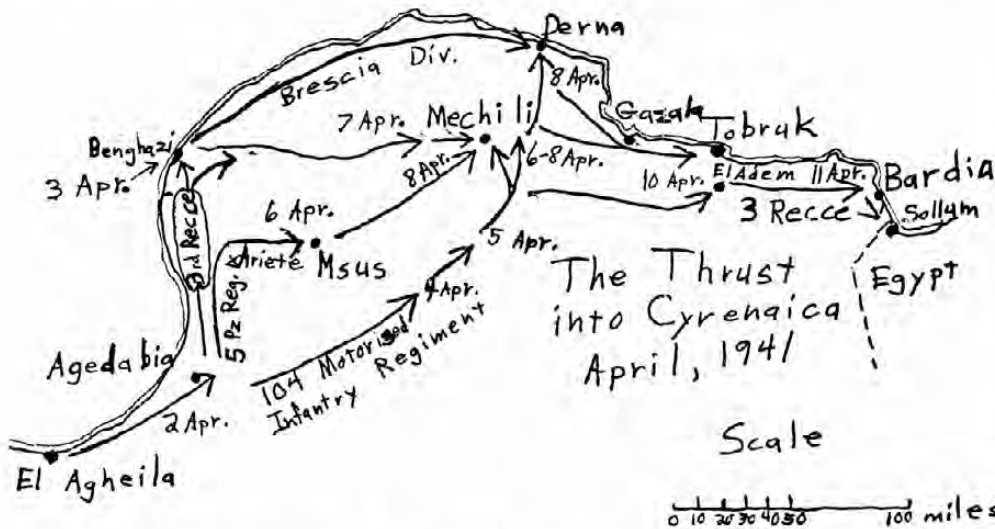 Derna
Brescia Div.
8 Apr.
Gazala
Tobruk
7 Apr.
Mechili
Benghazi
3 Apr.
8 Apr.
6-8 Apr.
10 Apr.
El Adem
11 Apr.
Bardia
3 Recce
Sollum
3rd Recce
6 Apr.
Ariete
Msus
5 Pz Reg. &
5 Apr.
4 Apr.
Egypt
The Thrust
into Cyrenaica
April, 1941
Agedabia
104 Motorised
Infantry Regiment
2 Apr.
El Agheila
Scale
0 10 20 30 40 50 100 miles